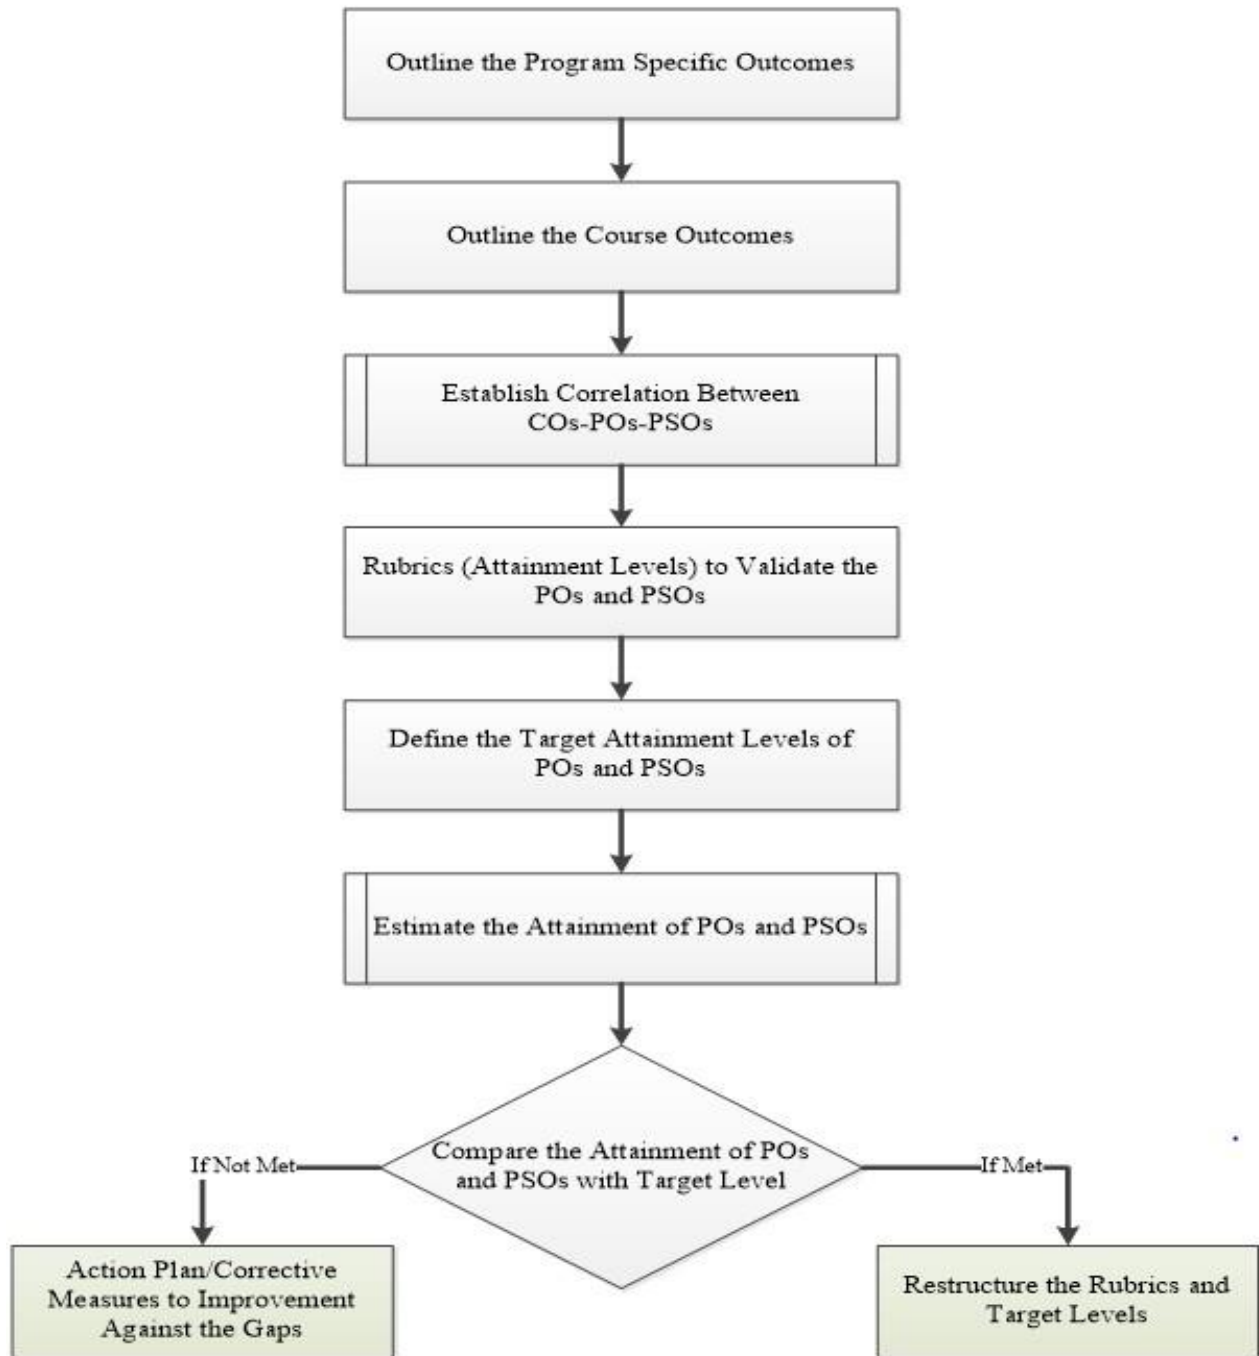 Outline the Program Specific Outcomes
Outline the Course Outcomes
Establish Correlation Between
COs-POs-PSOs
Rubrics (Attainment Levels) to Validate the
POs and PSOs
Define the Target Attainment Levels of
POs and PSOs
Estimate the Attainment of POs and PSOs
Compare the Attainment of POs
and PSOs with Target Level
If Not Met
If Met
Action Plan/Corrective
Measures to Improvement
Against the Gaps
Restructure the Rubrics and
Target Levels